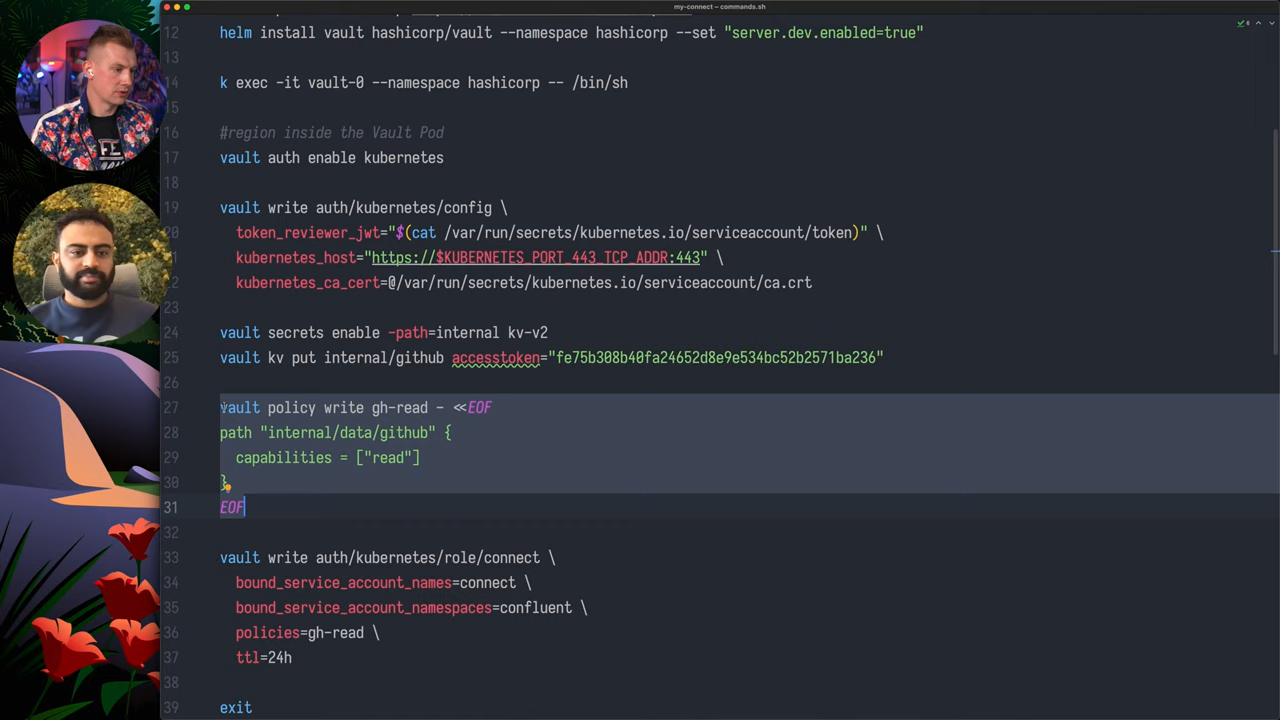 my-connect – commands.sh
6
12 helm install vault hashicorp/vault --namespace hashicorp --set "server.dev.enabled=true"
13
14 k exec -it vault-0 --namespace hashicorp -- /bin/sh
15
16 #region inside the Vault Pod
17 vault auth enable kubernetes
18
19 vault write auth/kubernetes/config \
20 token_reviewer_jwt="$(cat /var/run/secrets/kubernetes.io/serviceaccount/token)" \
21 kubernetes_host="https://$KUBERNETES_PORT_443_TCP_ADDR:443" \
22 kubernetes_ca_cert=@/var/run/secrets/kubernetes.io/serviceaccount/ca.crt
23
24 vault secrets enable -path=internal kv-v2
25 vault kv put internal/github accesstoken="fe75b308b40fa24652d8e9e534bc52b2571ba236"
26
27 vault policy write gh-read - <<EOF
28 path "internal/data/github" {
29 capabilities = ["read"]
30 }
31 EOF
32
33 vault write auth/kubernetes/role/connect \
34 bound_service_account_names=connect \
35 bound_service_account_namespaces=confluent \
36 policies=gh-read \
37 ttl=24h
38
39 exit